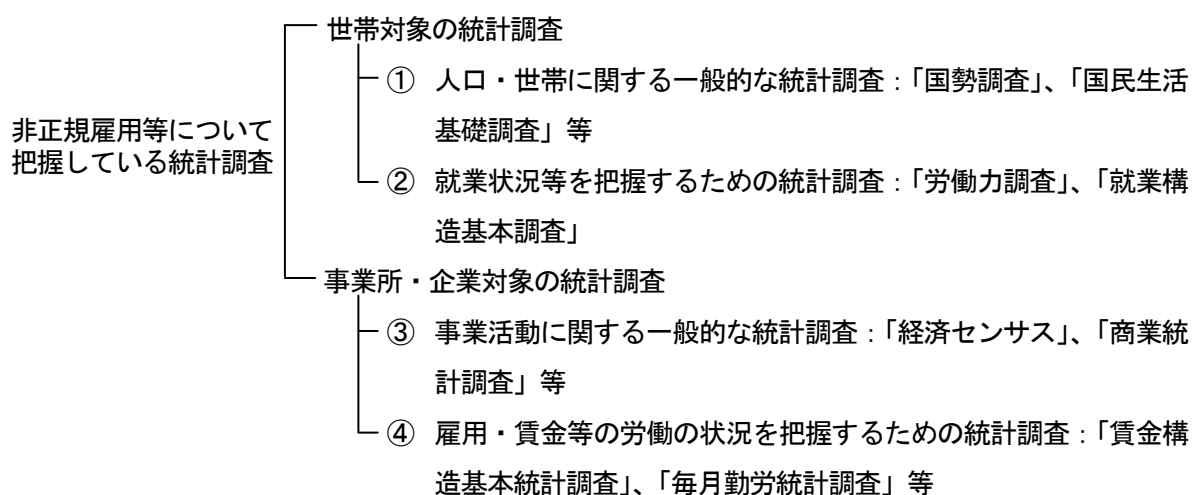 非正規雇用等について
把握している統計調査
世帯対象の統計調査
① 人口・世帯に関する一般的な統計調査：「国勢調査」、「国民生活
基礎調査」等
② 就業状況等を把握するための統計調査：「労働力調査」、「就業構
造基本調査」
事業所・企業対象の統計調査
③ 事業活動に関する一般的な統計調査：「経済センサス」、「商業統
計調査」等
④ 雇用・賃金等の労働の状況を把握するための統計調査：「賃金構
造基本統計調査」、「毎月勤労統計調査」等